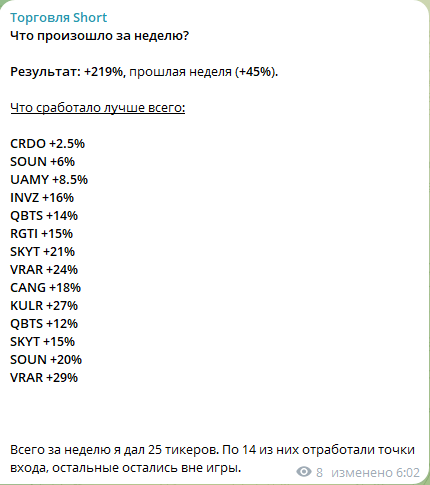 Торговля Short
Что произошло за неделю?
Результат: +219%, прошлая неделя (+45%).
Что сработало лучше всего:
CRDO +2.5%
SOUN +6%
UAMY +8.5%
INVZ +16%
QBTS +14%
RGTI +15%
SKYT +21%
VRAR +24%
CANG +18%
KULR +27%
QBTS +12%
SKYT +15%
SOUN +20%
VRAR +29%
Всего за неделю я дал 25 тикеров. По 14 из них отработали точки
входа, остальные остались вне игры.
8 изменено 6:02